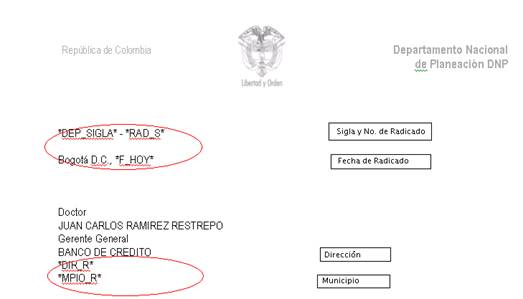 República de Colombia
Libertad y Orden
Departamento Nacional
de Planeaciòn DNP
*DEP_SIGLA* - *RAD_S*
Sigla y No. de Radicado
Bogotá D.C., *F_HOY*
Fecha de Radicado
Doctor
JUAN CARLOS RAMIREZ RESTREPO
Gerente General
BANCO DE CREDITO
Dirección
*DIR_R*
*MPIO_R*
Municipio